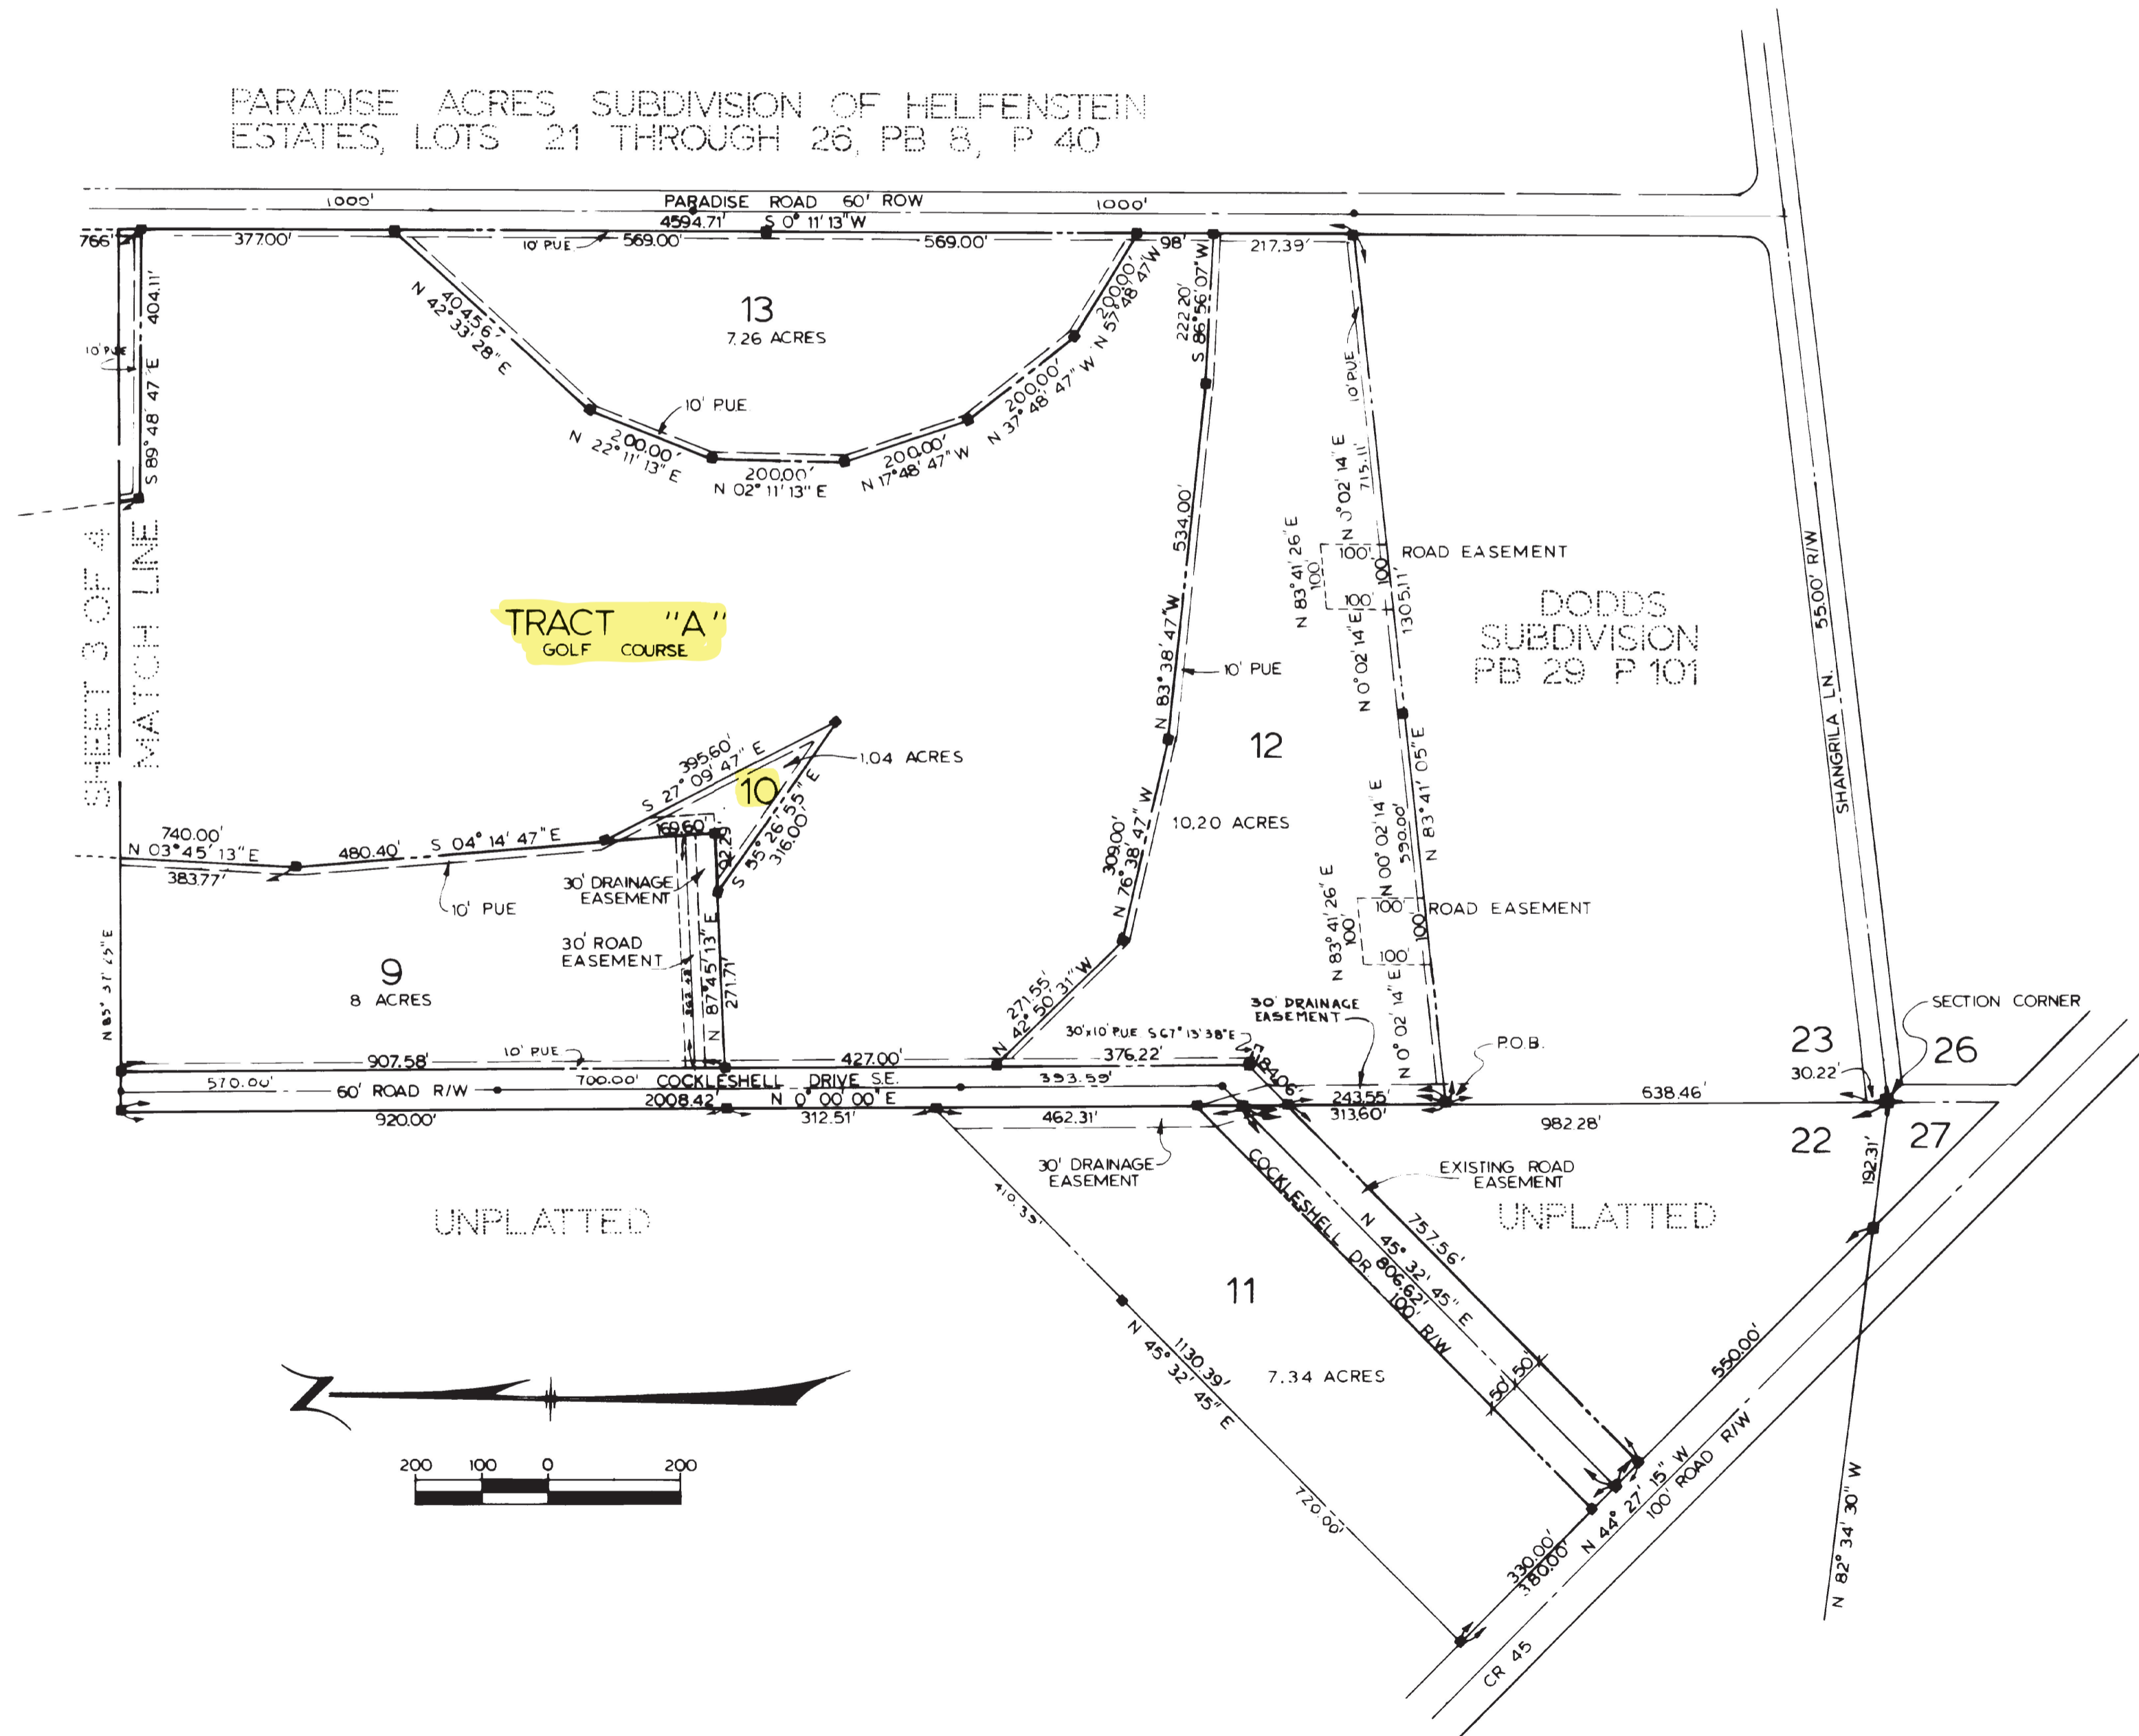 PARADISE ACRES SUBDIVISION OF HELFENSTEIN
ESTATES, LOTS 21 THROUGH 26, PB 8, P 40
1000'
PARADISE ROAD 60' ROW
1000'
4594.71' S 0° 11' 13" W
766'
377.00'
10' PUE
569.00'
569.00'
98'
217.39'
404.11'
S 89° 48' 47" E
10' PUE
404.56'
N 42° 33' 28" E
13
7.26 ACRES
10' P.U.E.
200.00'
N 22° 11' 13" E
200.00'
N 02° 11' 13" E
200.00'
N 17° 48' 47" W
200.00'
N 37° 48' 47" W
200.00'
N 57° 48' 47" W
222.20'
S 86° 56' 07" W
10' PUE
534.00'
N 83° 38' 47" W
10' PUE
N 0° 02' 14" E
715.11'
N 83° 41' 26" E
100'
100'
100
100'
ROAD EASEMENT
1305.11'
N 0° 02' 14" E
SHEET 3 OF 4
MATCH LINE
TRACT "A"
GOLF COURSE
DODDS
SUBDIVISION
PB 29 P 101
55.00' R/W
SHANGRILA LN.
395.60'
S 27° 09' 47" E
10
1.04 ACRES
S 55° 26' 55" E
316.00'
12
10.20 ACRES
309.00'
N 76° 38' 47" W
N 00° 02' 14" E
590.00'
N 83° 41' 05" E
740.00'
N 03° 45' 13" E
383.77'
480.40'
S 04° 14' 47" E
10' PUE
169.60'
92.29
30' DRAINAGE
EASEMENT
30' ROAD
EASEMENT
N 87° 45' 13" E
271.71'
N 83° 41' 26" E
100'
100'
100
100'
ROAD EASEMENT
N 0° 02' 14" E
9
8 ACRES
271.55'
N 42° 50' 31" W
30' DRAINAGE
EASEMENT
30'x10' PUE S 67° 13' 38" E
SECTION CORNER
23
26
30.22'
P.O.B.
907.58'
10' PUE
427.00'
376.22'
184.06'
570.00'
60' ROAD R/W
700.00'
COCKLESHELL DRIVE S.E.
393.59'
2008.42' N 0° 00' 00" E
243.55'
313.60'
638.46'
920.00'
312.51'
462.31'
982.28'
22
27
192.31'
30' DRAINAGE
EASEMENT
EXISTING ROAD
EASEMENT
UNPLATTED
UNPLATTED
410.39'
COCKLESHELL DR. 100' R/W
N 45° 32' 45" E
806.62'
757.56'
11
7.34 ACRES
1130.39'
N 45° 32' 45" E
720.00'
50' 50'
550.00'
330.00'
380.00'
N 44° 27' 15" W
100' ROAD R/W
CR 45
N 82° 34' 30" W
200 100 0 200